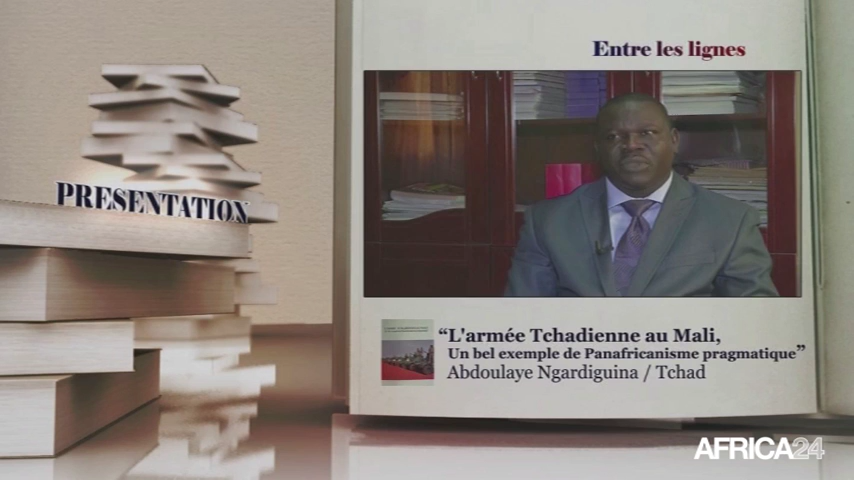 Entre les lignes
PRESENTATION
“L'armée Tchadienne au Mali,
Un bel exemple de Panafricanisme pragmatique”
Abdoulaye Ngardiguina / Tchad
AFRICA24